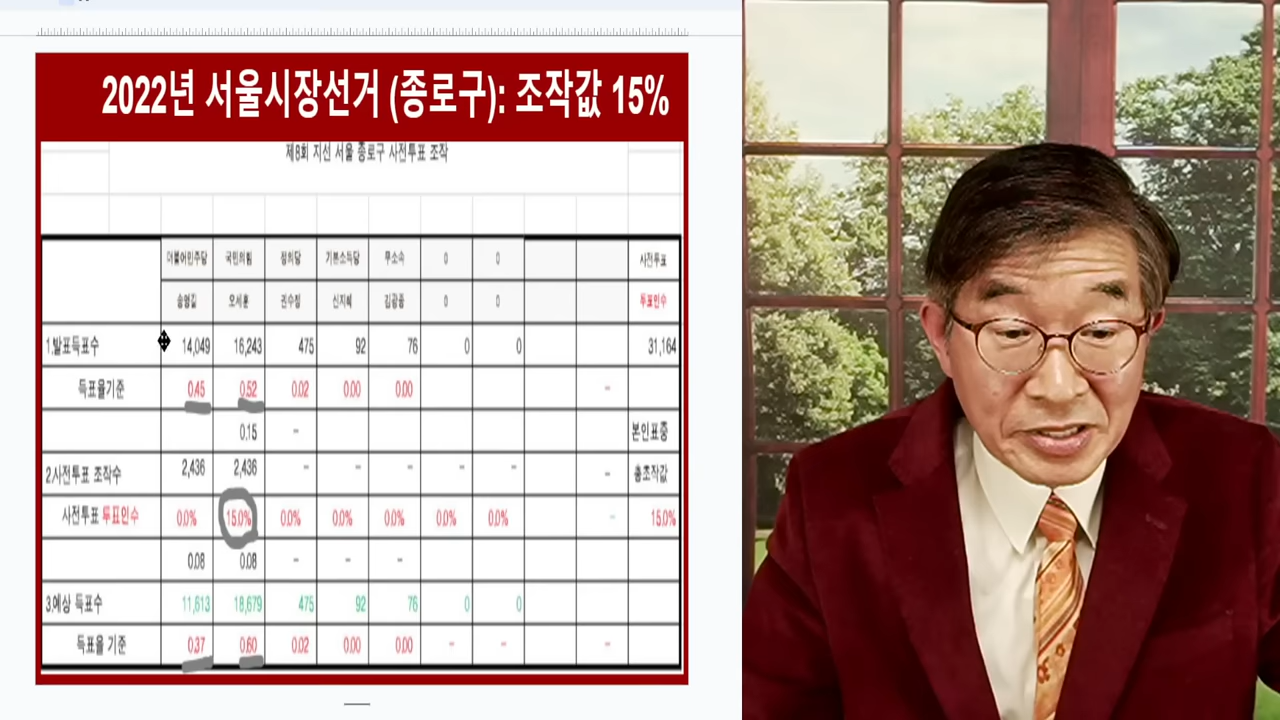 2022년 서울시장선거 (종로구): 조작값 15%
제8회 지선 서울 종로구 사전투표 조작
더불어민주당 국민의힘 정의당 기본소득당 무소속 0 0 사전투표
송영길 오세훈 권수정 신지혜 김광종 0 0 투표인수
1.발표득표수 14,049 16,243 475 92 76 0 0 31,164
득표율기준 0.45 0.52 0.02 0.00 0.00 -
0.15 - 본인표중
2.사전투표 조작수 2,436 2,436 - - - - - - 총조작값
사전투표 투표인수 0.0% 15.0% 0.0% 0.0% 0.0% 0.0% 0.0% - 15.0%
0.08 0.08 - - -
3.예상 득표수 11,613 18,679 475 92 76 0 0
득표율 기준 0.37 0.60 0.02 0.00 0.00 - - -